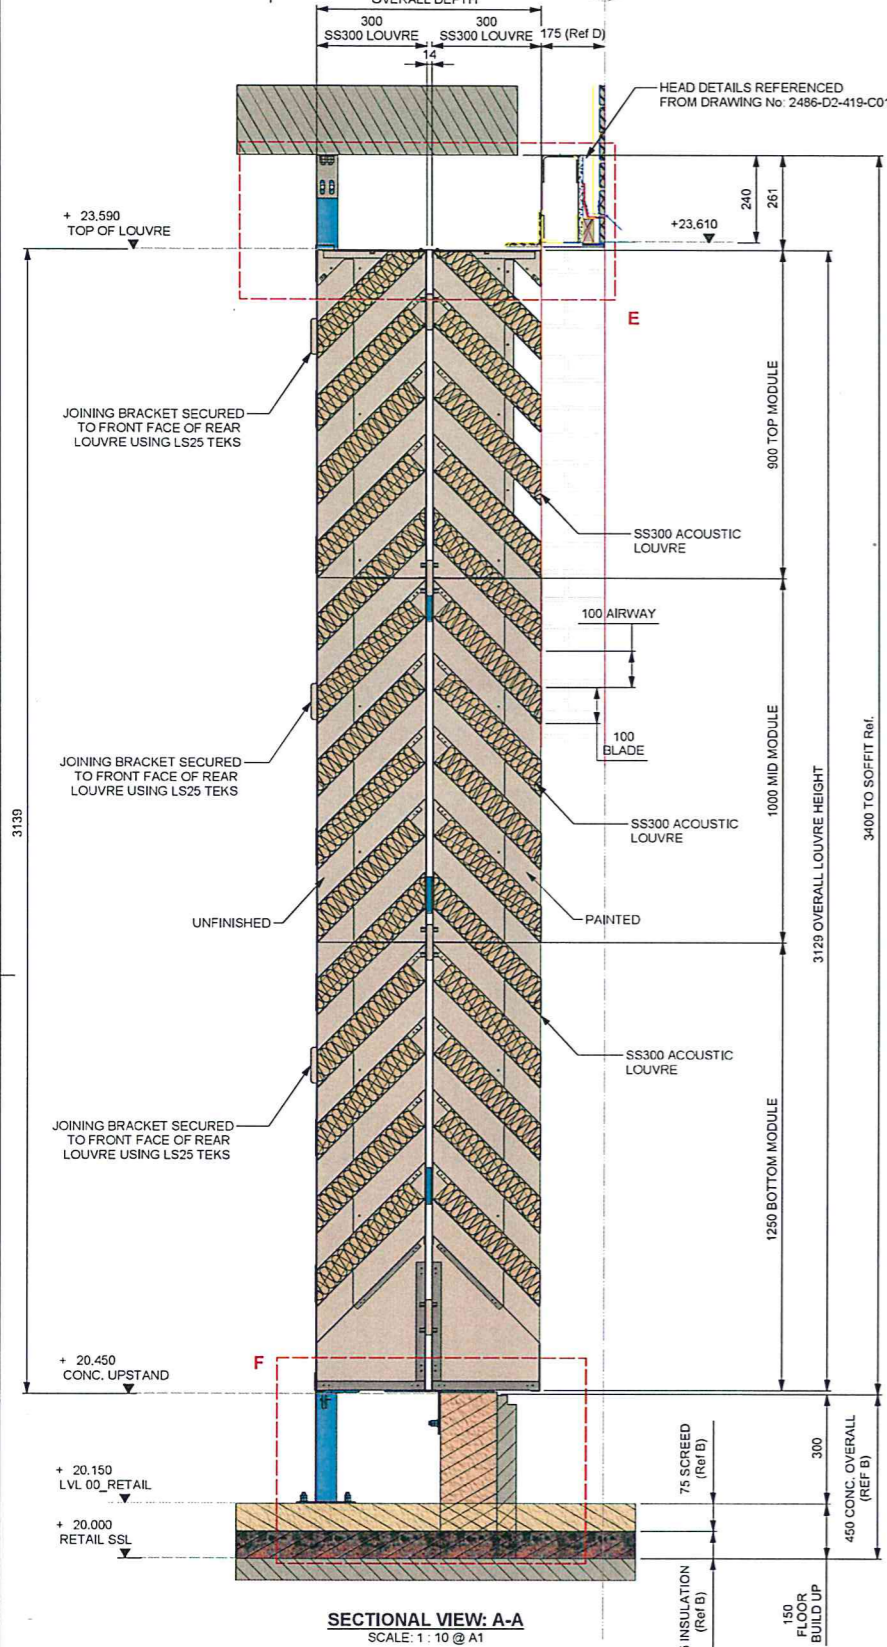 OVERALL DEPTH
300
SS300 LOUVRE
300
SS300 LOUVRE
175 (Ref D)
14
HEAD DETAILS REFERENCED
FROM DRAWING No: 2486-D2-419-C01
+ 23,590
TOP OF LOUVRE
240
261
+23,610
E
JOINING BRACKET SECURED
TO FRONT FACE OF REAR
LOUVRE USING LS25 TEKS
900 TOP MODULE
SS300 ACOUSTIC
LOUVRE
100 AIRWAY
100
BLADE
JOINING BRACKET SECURED
TO FRONT FACE OF REAR
LOUVRE USING LS25 TEKS
1000 MID MODULE
3139
SS300 ACOUSTIC
LOUVRE
3129 OVERALL LOUVRE HEIGHT
3400 TO SOFFIT Ref.
UNFINISHED
PAINTED
SS300 ACOUSTIC
LOUVRE
JOINING BRACKET SECURED
TO FRONT FACE OF REAR
LOUVRE USING LS25 TEKS
1250 BOTTOM MODULE
F
+ 20.450
CONC. UPSTAND
+ 20.150
LVL 00_RETAIL
+ 20.000
RETAIL SSL
75 SCREED
(Ref B)
300
450 CONC. OVERALL
(REF B)
INSULATION
(Ref B)
150
FLOOR
BUILD UP
SECTIONAL VIEW: A-A
SCALE: 1 : 10 @ A1